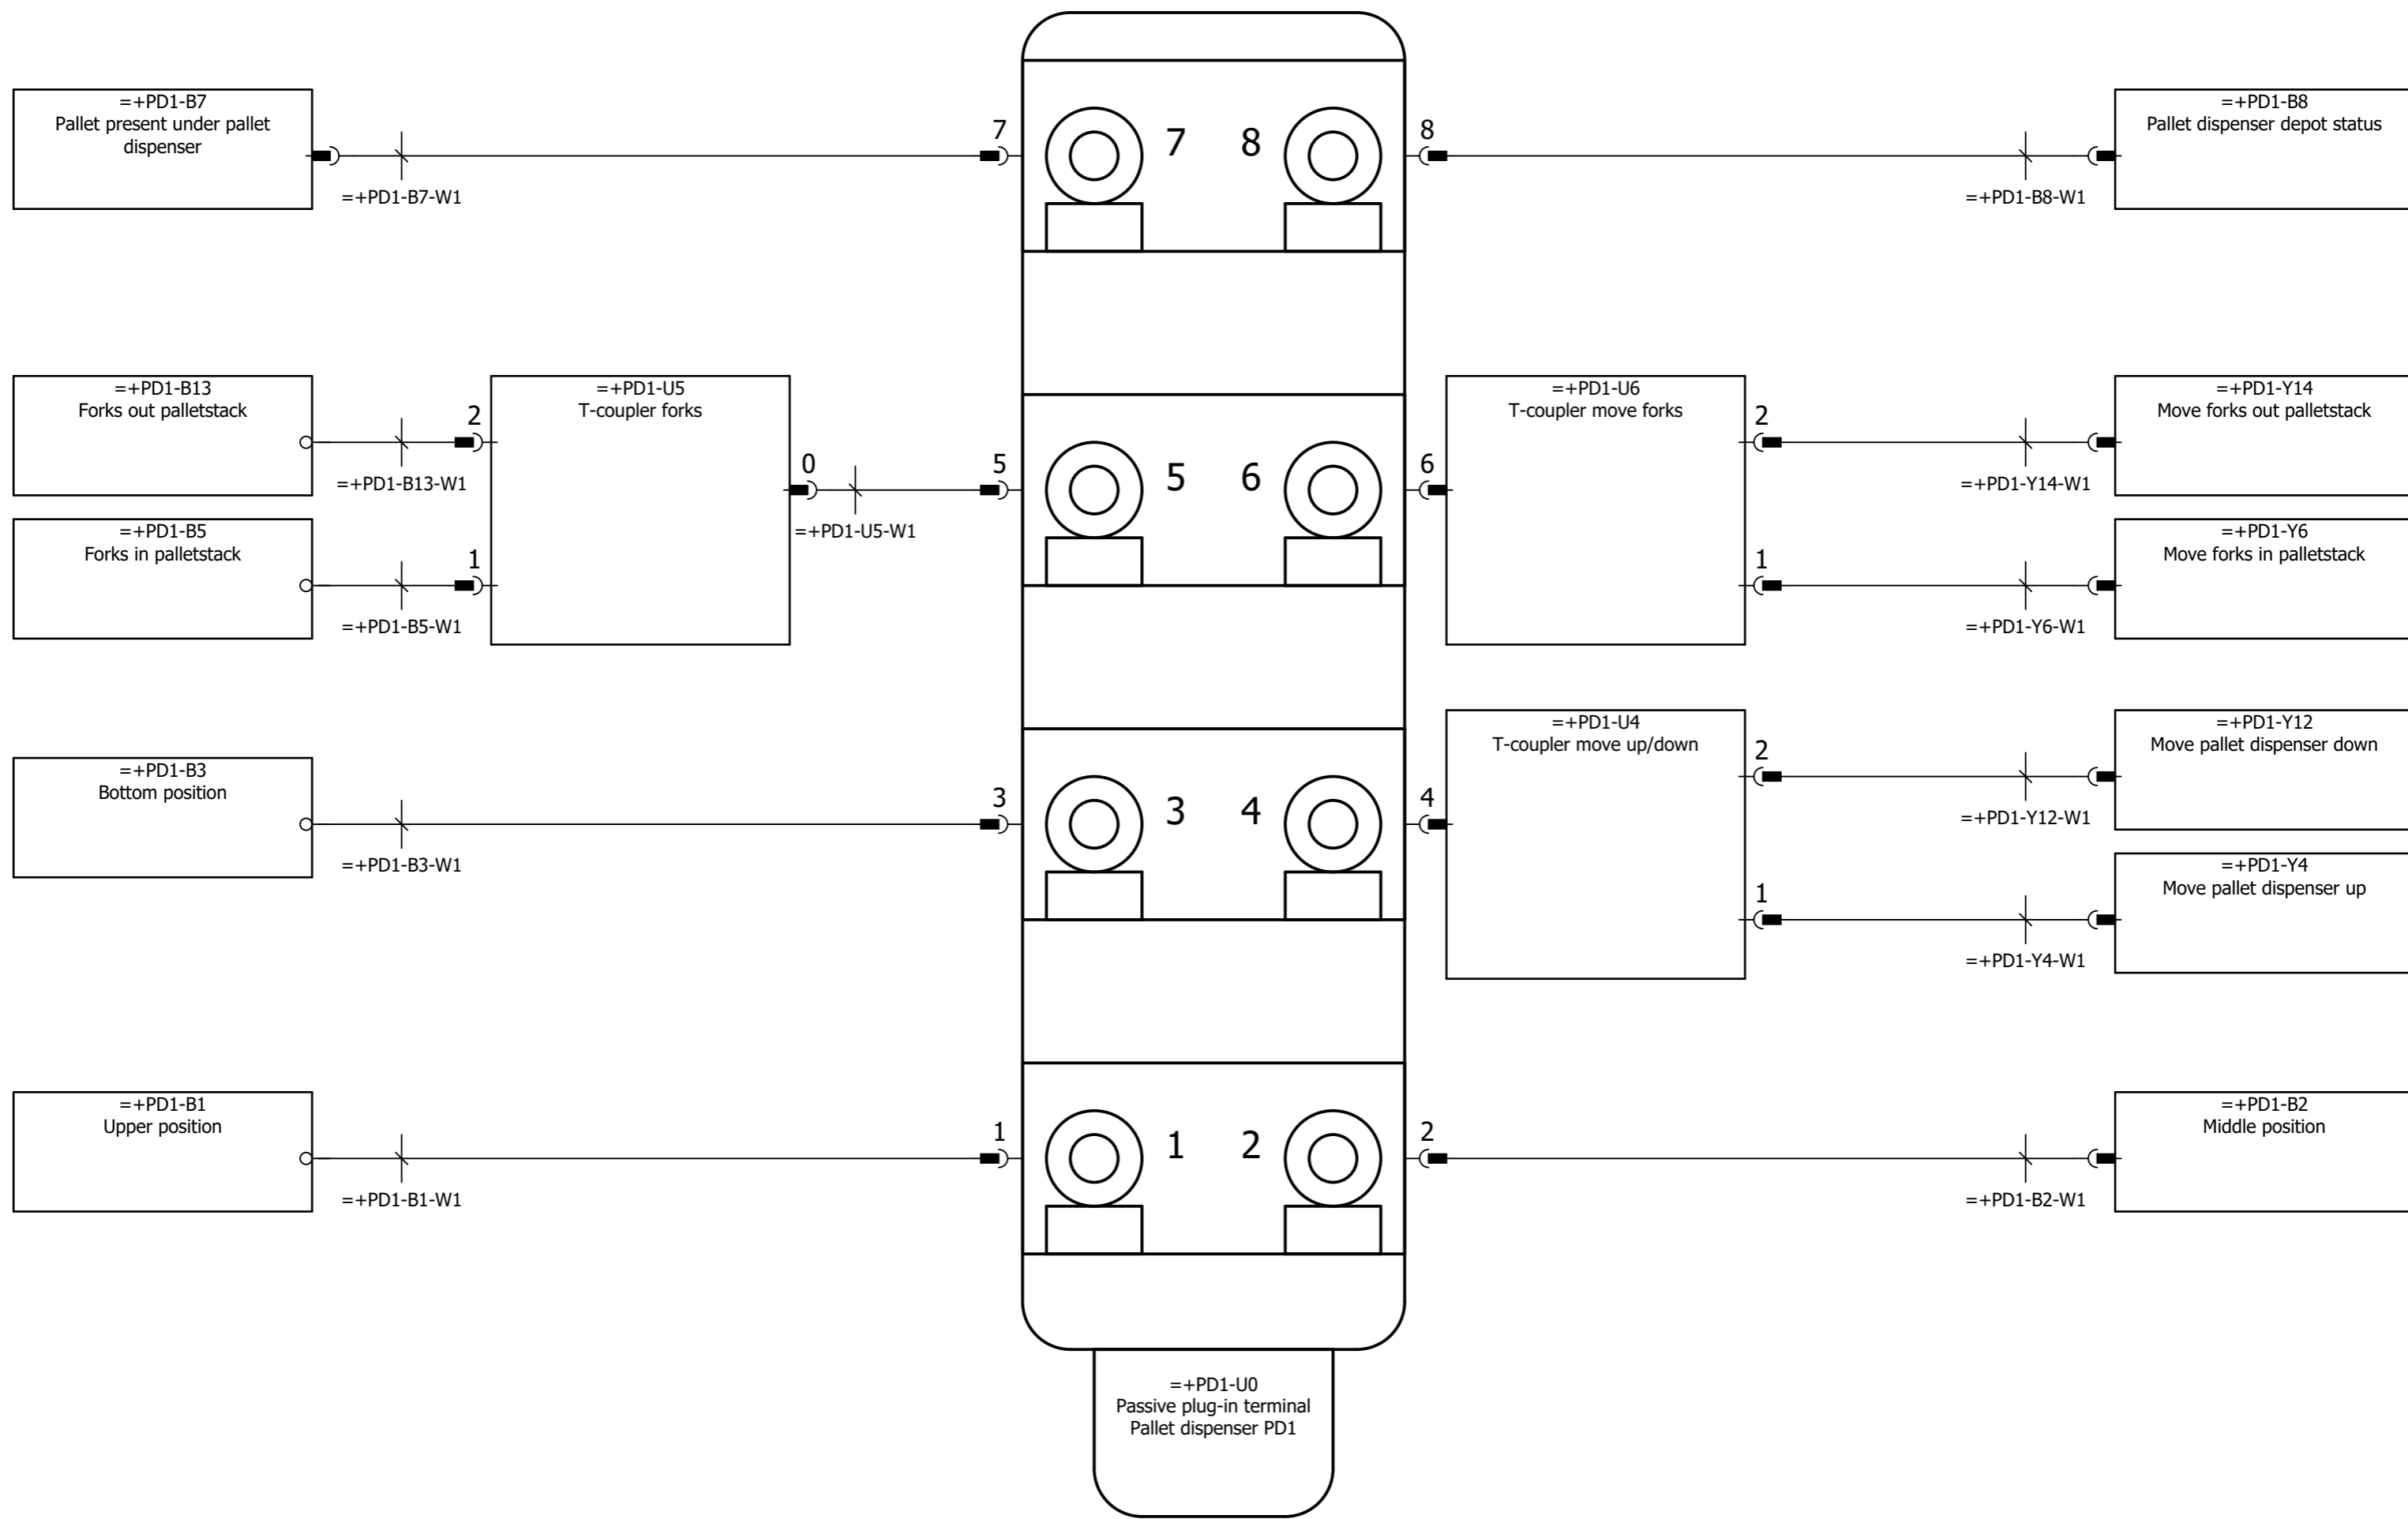 =+PD1-B7
Pallet present under pallet
dispenser
=+PD1-B7-W1
7
7 8
8
=+PD1-B8-W1
=+PD1-B8
Pallet dispenser depot status
=+PD1-B13
Forks out palletstack
=+PD1-B13-W1
2
=+PD1-B5
Forks in palletstack
=+PD1-B5-W1
1
=+PD1-U5
T-coupler forks
0
=+PD1-U5-W1
5
5 6
6
=+PD1-U6
T-coupler move forks
2
=+PD1-Y14-W1
=+PD1-Y14
Move forks out palletstack
1
=+PD1-Y6-W1
=+PD1-Y6
Move forks in palletstack
=+PD1-B3
Bottom position
=+PD1-B3-W1
3
3 4
4
=+PD1-U4
T-coupler move up/down
2
=+PD1-Y12-W1
=+PD1-Y12
Move pallet dispenser down
1
=+PD1-Y4-W1
=+PD1-Y4
Move pallet dispenser up
=+PD1-B1
Upper position
=+PD1-B1-W1
1
1 2
2
=+PD1-B2-W1
=+PD1-B2
Middle position
=+PD1-U0
Passive plug-in terminal
Pallet dispenser PD1